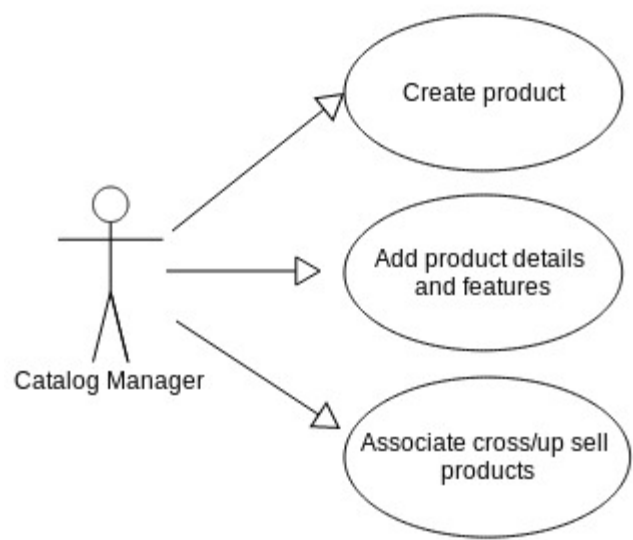 Create product
Add product details
and features
Catalog Manager
Associate cross/up sell
products